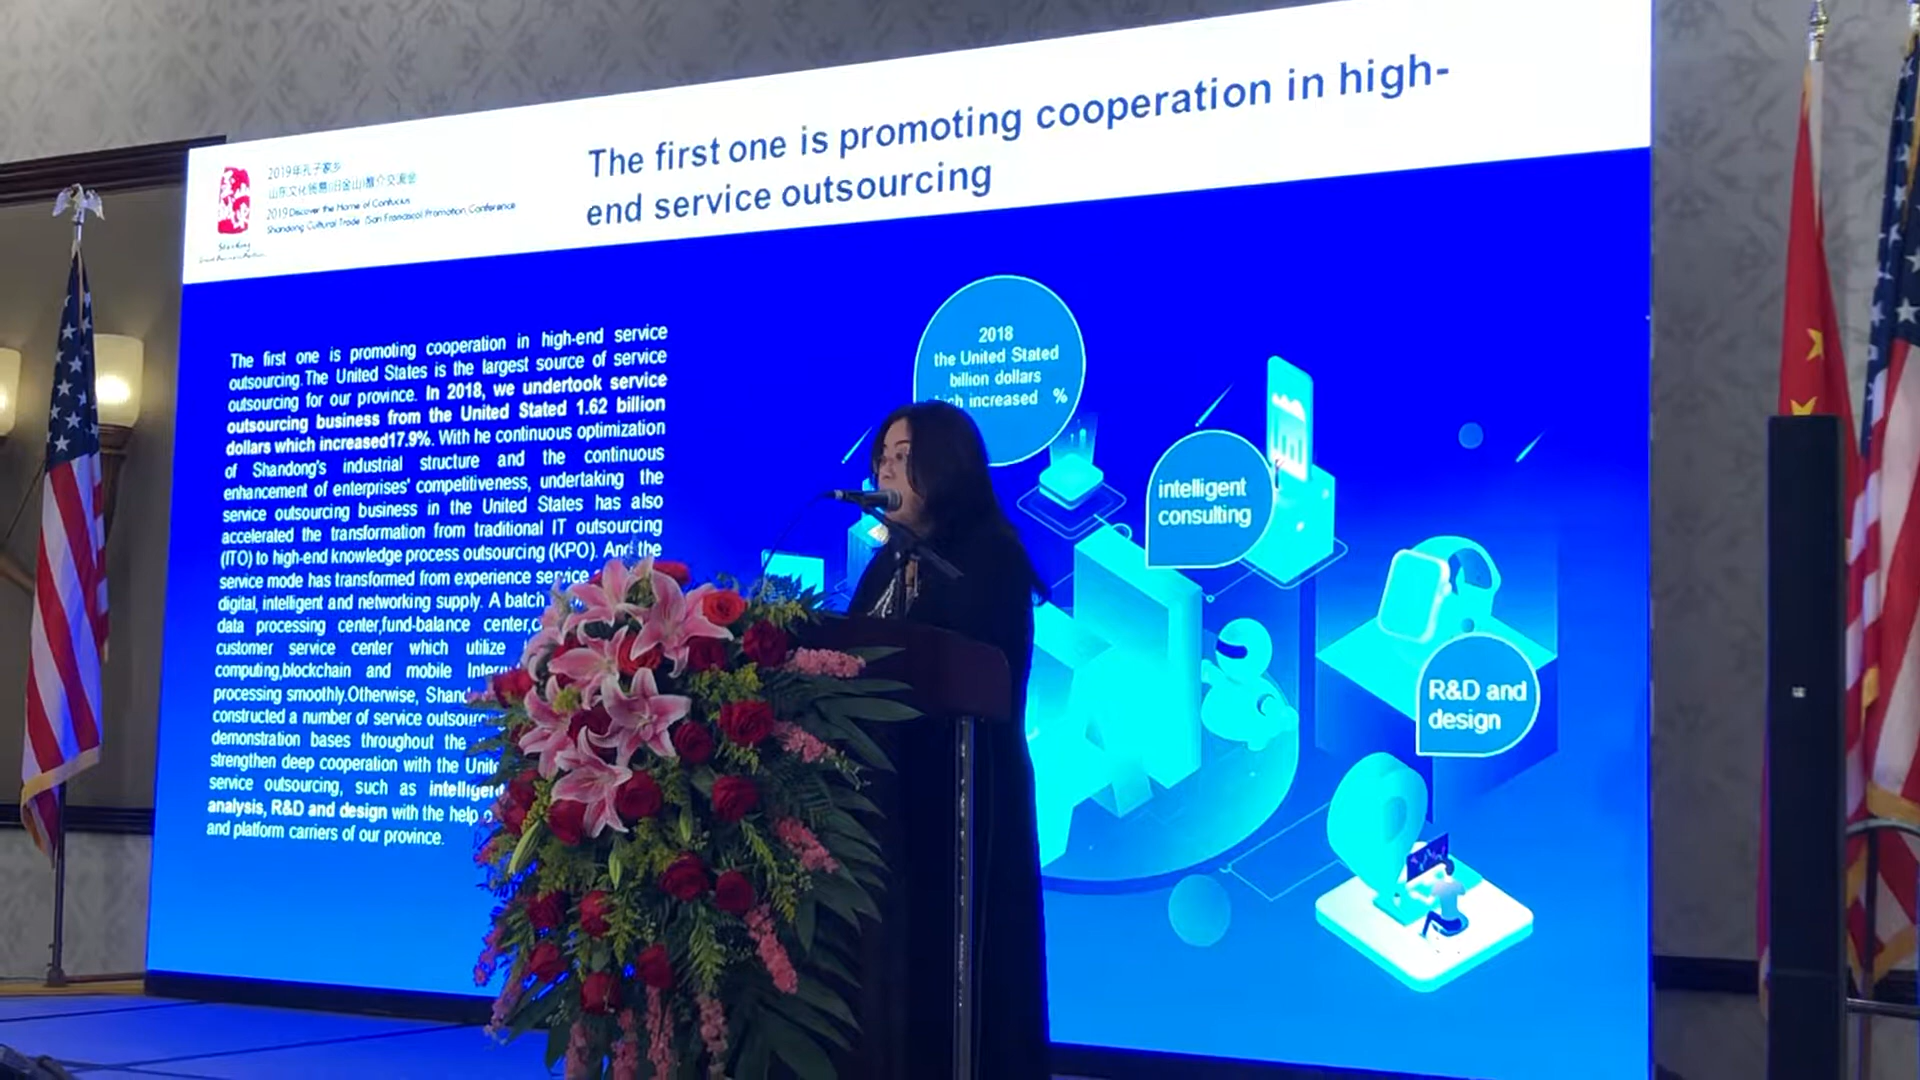 The first one is promoting cooperation in high-
end service outsourcing
2019年孔子家乡
山东文化贸易(旧金山)推介交流会
2019 Discover the Home of Confucius
Shandong Cultural Trade (San Francisco) Promotion Conference
Shandong
The first one is promoting cooperation in high-end service
outsourcing.The United States is the largest source of service
outsourcing for our province. In 2018, we undertook service
outsourcing business from the United Stated 1.62 billion
dollars which increased17.9%. With he continuous optimization
of Shandong's industrial structure and the continuous
enhancement of enterprises' competitiveness, undertaking the
service outsourcing business in the United States has also
accelerated the transformation from traditional IT outsourcing
(ITO) to high-end knowledge process outsourcing (KPO). And the
service mode has transformed from experience service
digital, intelligent and networking supply. A batch
data processing center,fund-balance center,c
customer service center which utilize
computing,blockchain and mobile Inter
processing smoothly.Otherwise, Shand
constructed a number of service outsour
demonstration bases throughout the
strengthen deep cooperation with the Unite
service outsourcing, such as intelligent
analysis, R&D and design with the help o
and platform carriers of our province.
2018
the United Stated
billion dollars
ich increased %
intelligent
consulting
R&D and
design